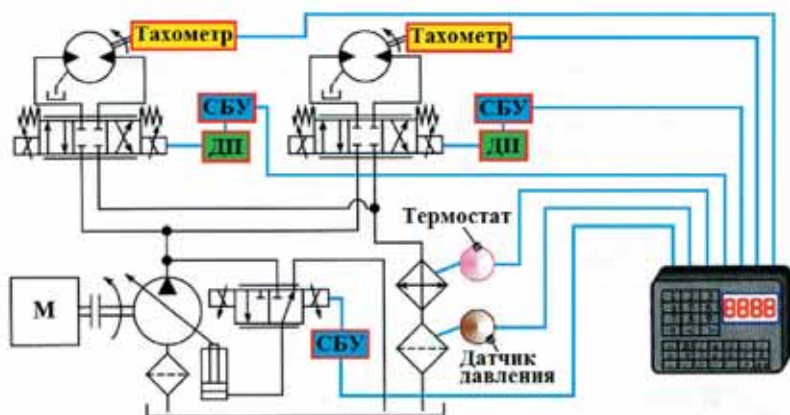 Тахометр
Тахометр
СБУ
СБУ
ДП
ДП
Термостат
8888
М
СБУ
Датчик
давления